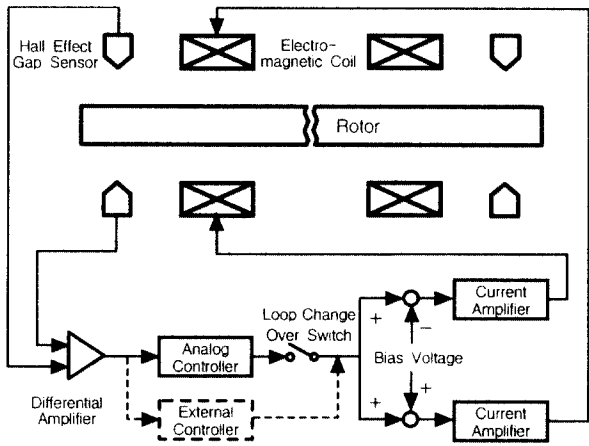 Hall Effect
Gap Sensor
Electro-
magnetic Coil
Rotor
Loop Change
Over Switch
Current
Amplifier
+
−
Bias Voltage
Analog
Controller
+
+
External
Controller
Differential
Amplifier
Current
Amplifier